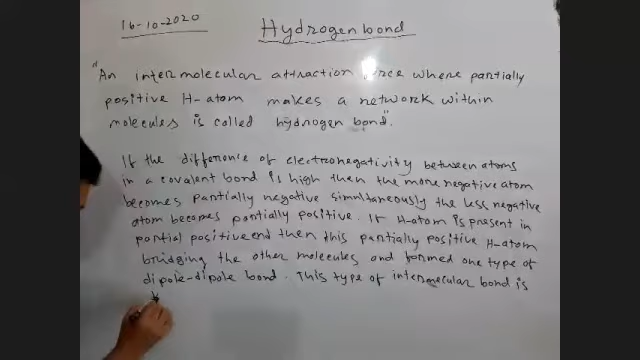 16-10-2020
Hydrogen bond
"An intermolecular attraction force where partially
positive H-atom makes a network within
molecules is called hydrogen bond".
If the difference of electronegativity between atoms
in a covalent bond is high then the more negative atom
becomes partially negative simultaneously the less negative
atom becomes partially positive. If H-atom is present in
partial positive end then this partially positive H-atom
bridging the other molecules and formed one type of
dipole-dipole bond. This type of intermolecular bond is